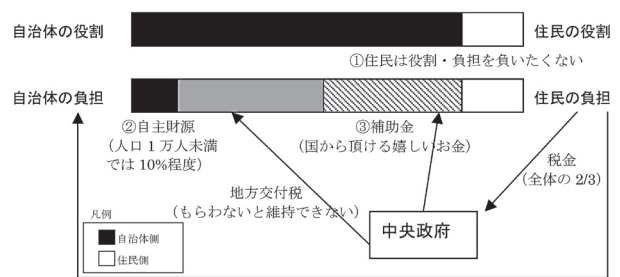 自治体の役割
住民の役割
①住民は役割・負担を負いたくない
自治体の負担
住民の負担
②自主財源
（人口 1 万人未満
では 10%程度）
③補助金
（国から頂ける嬉しいお金）
税金
（全体の 2/3）
地方交付税
（もらわないと維持できない）
中央政府
凡例
自治体側
住民側